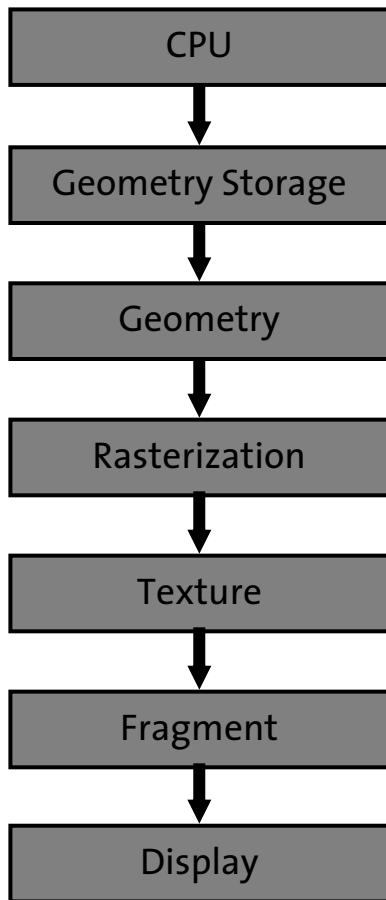 CPU
Geometry Storage
Geometry
Rasterization
Texture
Fragment
Display